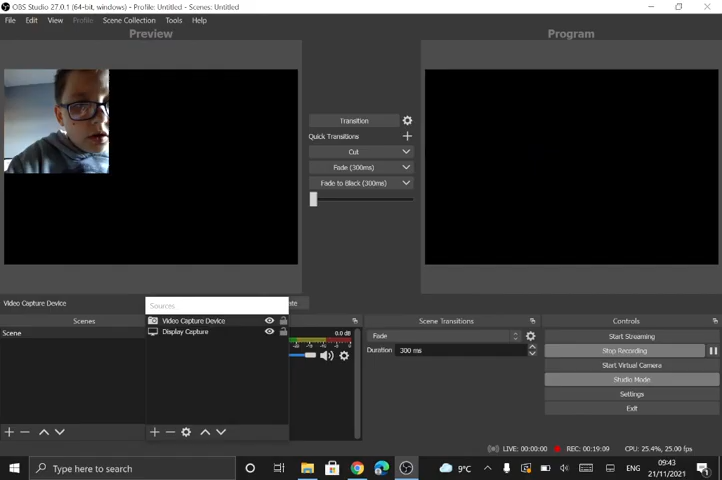 OBS Studio 27.0.1 (64-bit, windows) - Profile: Untitled - Scenes: Untitled
File Edit View Profile Scene Collection Tools Help
Preview
Program
Transition
Quick Transitions
Cut
Fade (300ms)
Fade to Black (300ms)
Video Capture Device
Scenes
Scene
Sources
Video Capture Device
Display Capture
0.0 dB
Scene Transitions
Fade
Duration 300 ms
Controls
Start Streaming
Stop Recording
Start Virtual Camera
Studio Mode
Settings
Exit
LIVE: 00:00:00 REC: 00:19:09 CPU: 25.4%, 25.00 fps
Type here to search
9°C
ENG
09:43
21/11/2021